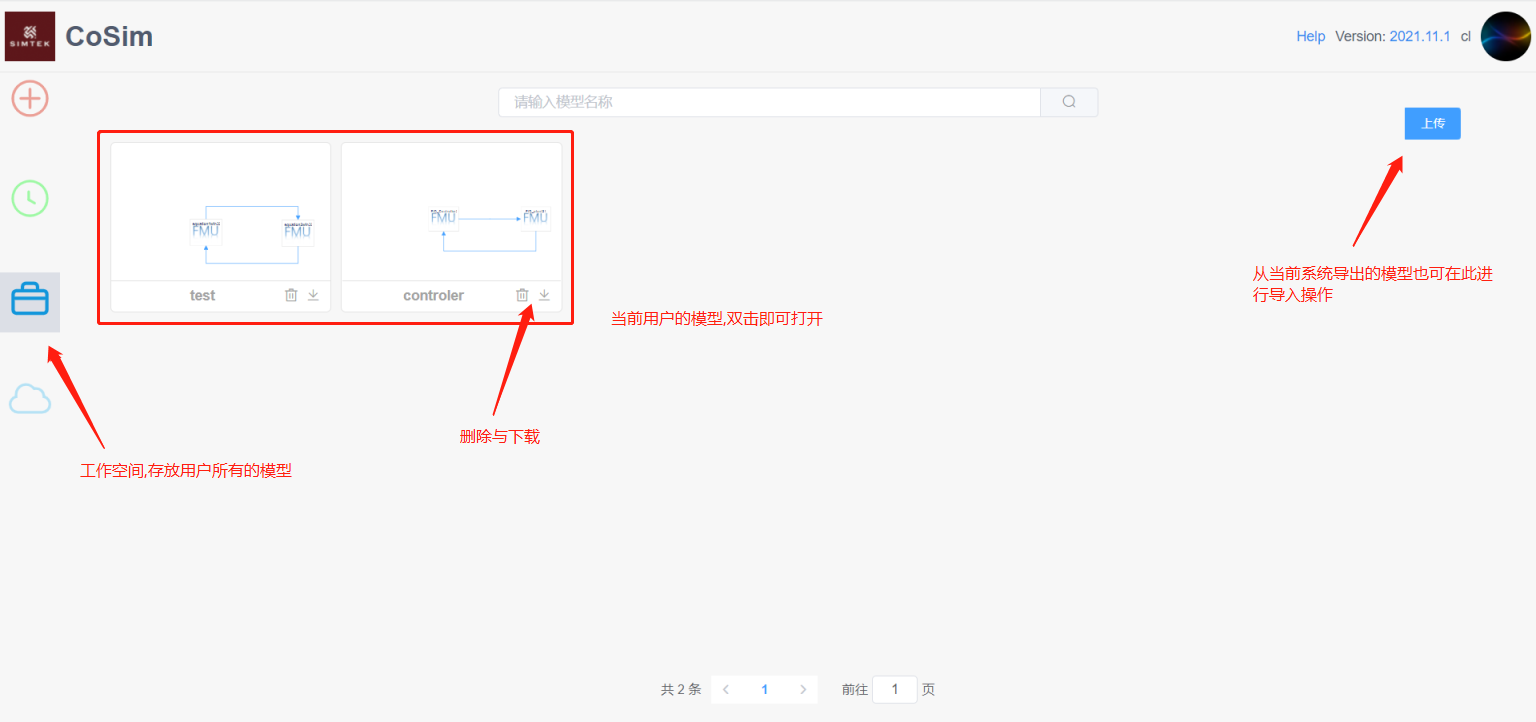 SIMTEK
CoSim
Help Version: 2021.11.1 cl
请输入模型名称
上传
FMU
FMU
FMU
FMU
test
controler
从当前系统导出的模型也可在此进
行导入操作
当前用户的模型,双击即可打开
删除与下载
工作空间,存放用户所有的模型
共 2 条 1 前往 1 页